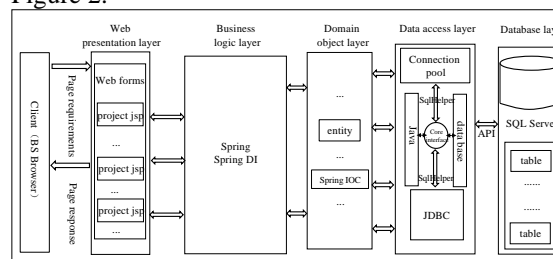 Figure 2.
Web
presentation layer
Business
logic layer
Domain
object layer
Data access layer
Database lay
Client（BS Browser）
Page requirements
Page response
Web forms
project jsp
...
project jsp
...
project jsp
...
Spring
Spring DI
...
entity
...
Spring IOC
...
Connection
pool
SqlHelper
Java
Core
interface
data base
SqlHelper
JDBC
API
SQL Serve
table
......
......
table